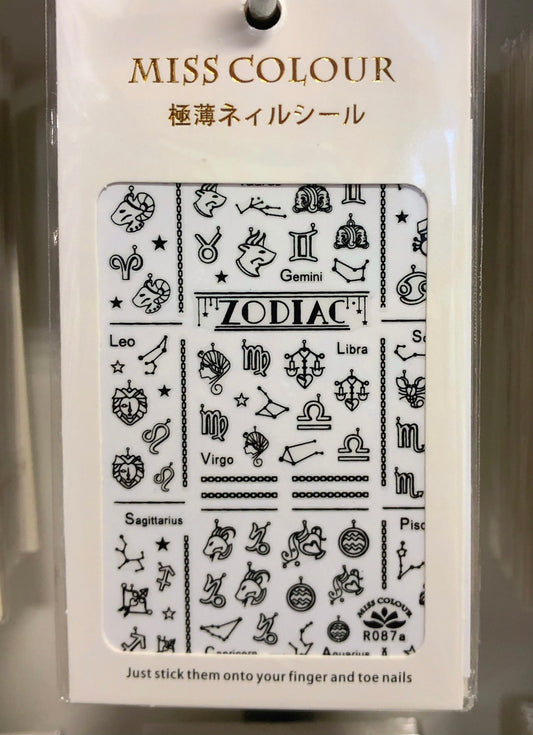 MISS COLOUR
極薄ネィルシール
Gemini
ZODIAC
Leo
Libra
Virgo
Sagittarius
MISS COLOUR
R087a
Just stick them onto your finger and toe nails